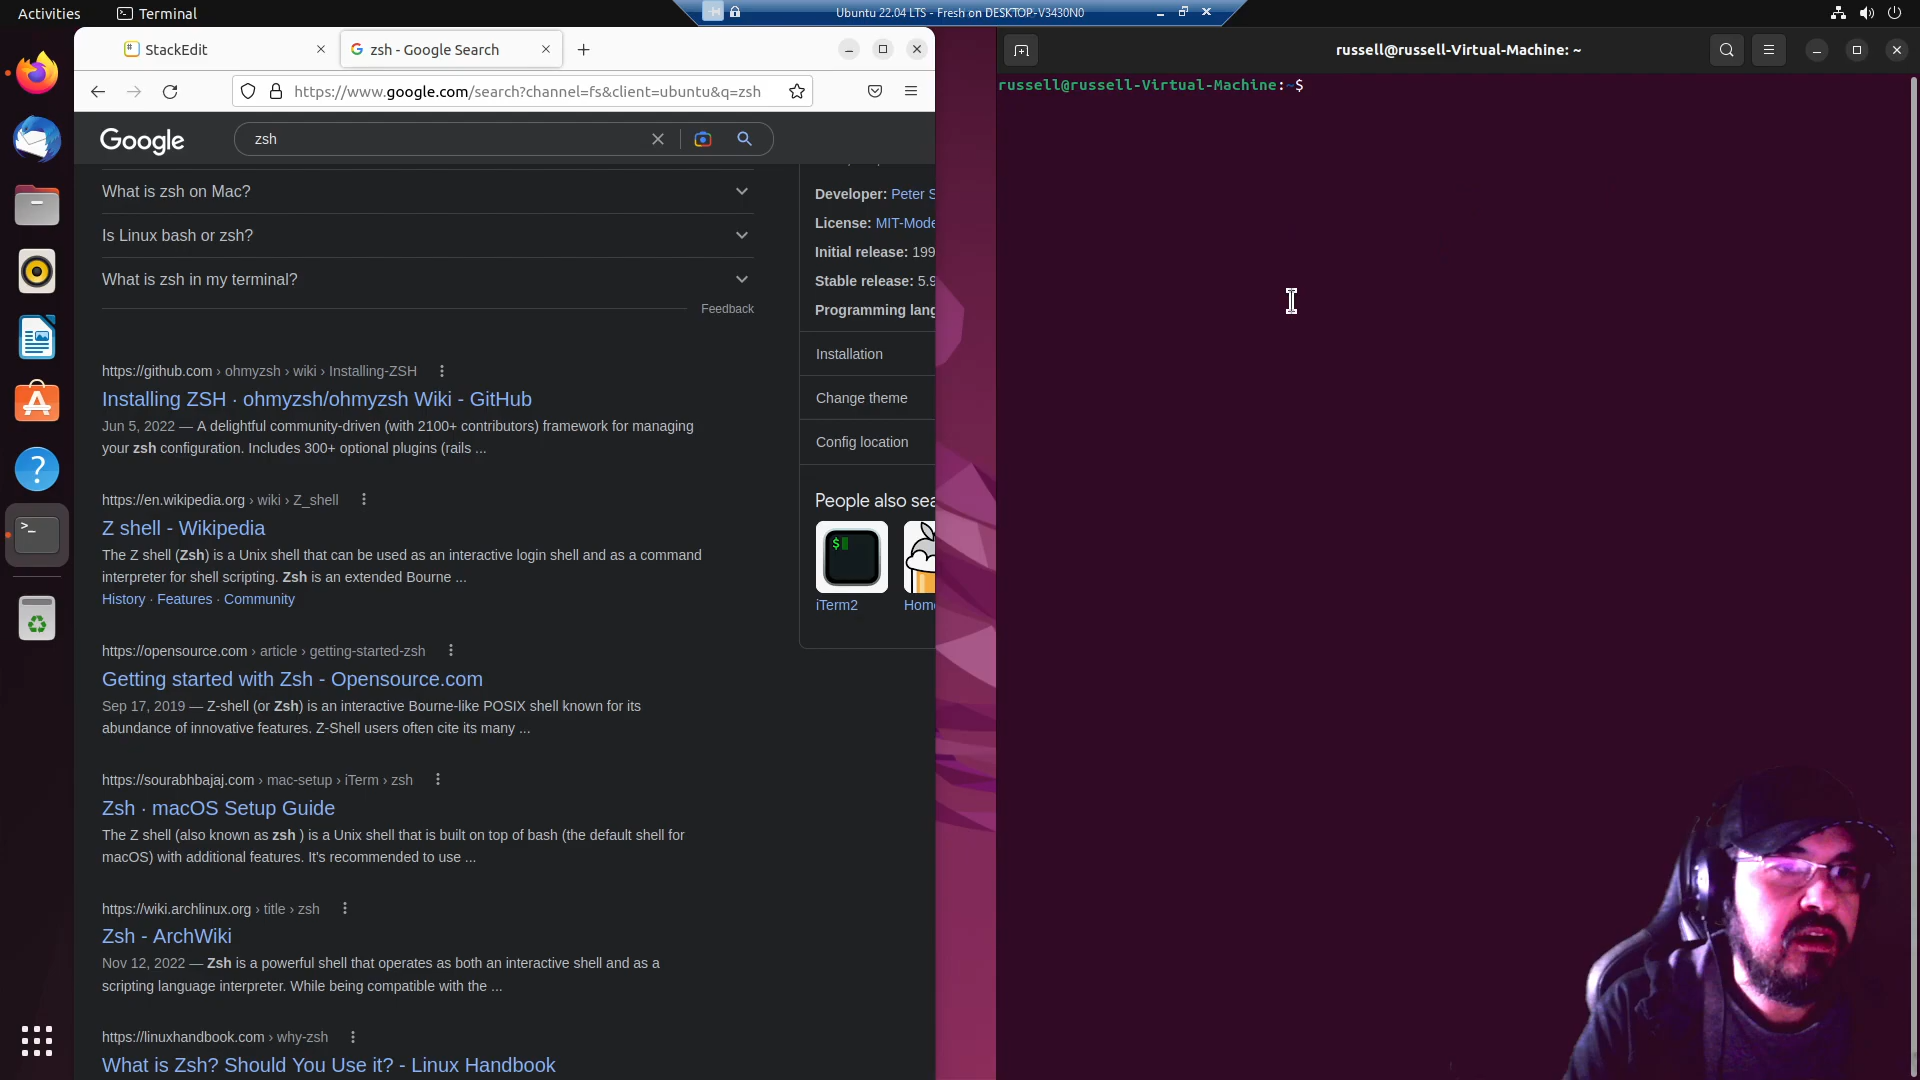 Activities
Terminal
Ubuntu 22.04 LTS - Fresh on DESKTOP-V3430N0
StackEdit
zsh - Google Search
https://www.google.com/search?channel=fs&client=ubuntu&q=zsh
Google
zsh
What is zsh on Mac?
Is Linux bash or zsh?
What is zsh in my terminal?
Feedback
https://github.com › ohmyzsh › wiki › Installing-ZSH
Installing ZSH · ohmyzsh/ohmyzsh Wiki - GitHub
Jun 5, 2022 — A delightful community-driven (with 2100+ contributors) framework for managing
your zsh configuration. Includes 300+ optional plugins (rails ...
https://en.wikipedia.org › wiki › Z_shell
Z shell - Wikipedia
The Z shell (Zsh) is a Unix shell that can be used as an interactive login shell and as a command
interpreter for shell scripting. Zsh is an extended Bourne ...
History · Features · Community
https://opensource.com › article › getting-started-zsh
Getting started with Zsh - Opensource.com
Sep 17, 2019 — Z-shell (or Zsh) is an interactive Bourne-like POSIX shell known for its
abundance of innovative features. Z-Shell users often cite its many ...
https://sourabhbajaj.com › mac-setup › iTerm › zsh
Zsh · macOS Setup Guide
The Z shell (also known as zsh ) is a Unix shell that is built on top of bash (the default shell for
macOS) with additional features. It's recommended to use ...
https://wiki.archlinux.org › title › zsh
Zsh - ArchWiki
Nov 12, 2022 — Zsh is a powerful shell that operates as both an interactive shell and as a
scripting language interpreter. While being compatible with the ...
https://linuxhandbook.com › why-zsh
What is Zsh? Should You Use it? - Linux Handbook
Developer: Peter S
License: MIT-Mode
Initial release: 199
Stable release: 5.9
Programming lang
Installation
Change theme
Config location
People also sea
$
iTerm2
Home
russell@russell-Virtual-Machine: ~
russell@russell-Virtual-Machine:~$